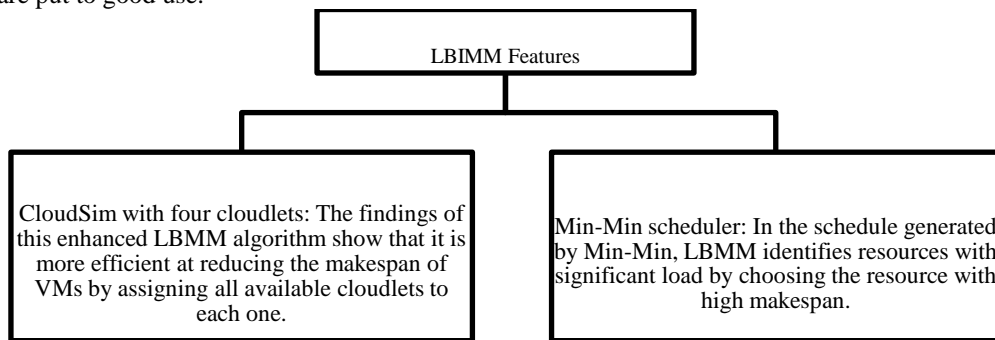 are put to good use.
LBIMM Features
CloudSim with four cloudlets: The findings of
this enhanced LBMM algorithm show that it is
more efficient at reducing the makespan of
VMs by assigning all available cloudlets to
each one.
Min-Min scheduler: In the schedule generated
by Min-Min, LBMM identifies resources with
significant load by choosing the resource with
high makespan.